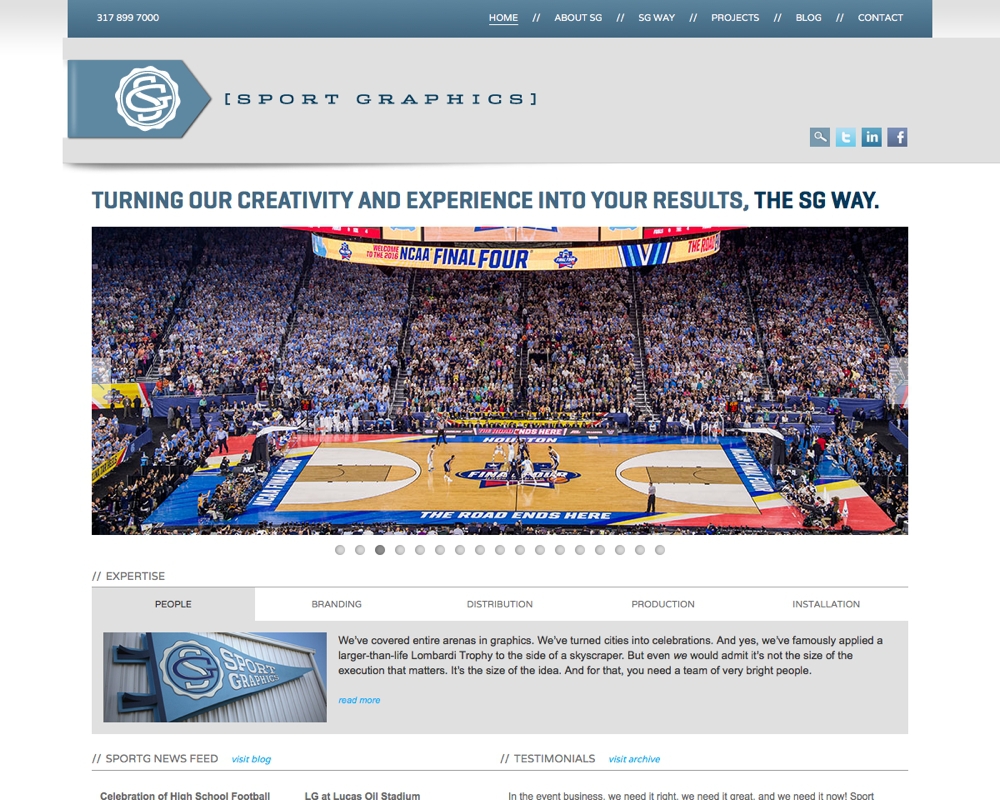 317 899 7000
HOME // ABOUT SG // SG WAY // PROJECTS // BLOG // CONTACT
SG
[SPORT GRAPHICS]
TURNING OUR CREATIVITY AND EXPERIENCE INTO YOUR RESULTS, THE SG WAY.
WELCOME TO THE 2016 NCAA FINAL FOUR
THE ROAD
THE ROAD ENDS HERE!
HOUSTON
FINAL FOUR
THE ROAD ENDS HERE
// EXPERTISE
PEOPLE BRANDING DISTRIBUTION PRODUCTION INSTALLATION
SG SPORT GRAPHICS
We've covered entire arenas in graphics. We've turned cities into celebrations. And yes, we've famously applied a
larger-than-life Lombardi Trophy to the side of a skyscraper. But even we would admit it's not the size of the
execution that matters. It's the size of the idea. And for that, you need a team of very bright people.
read more
// SPORTG NEWS FEED visit blog
// TESTIMONIALS visit archive
Celebration of High School Football
LG at Lucas Oil Stadium
In the event business, we need it right, we need it great, and we need it now! Sport